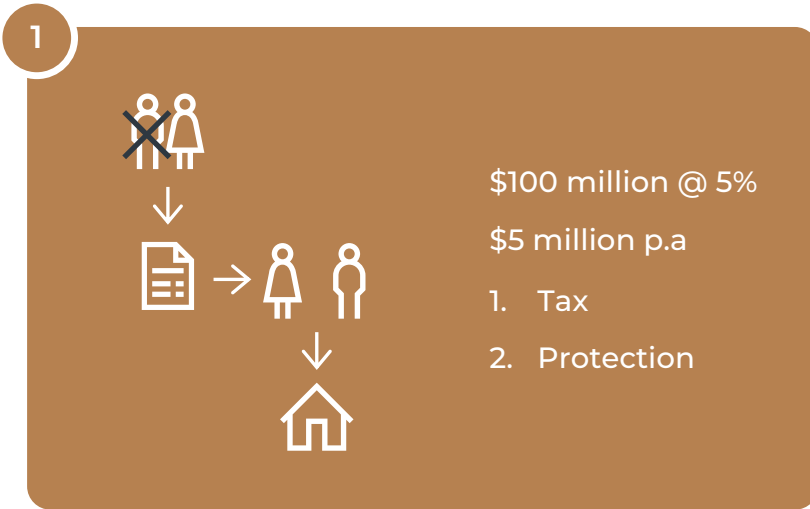 1
$100 million @ 5%
$5 million p.a
1. Tax
2. Protection